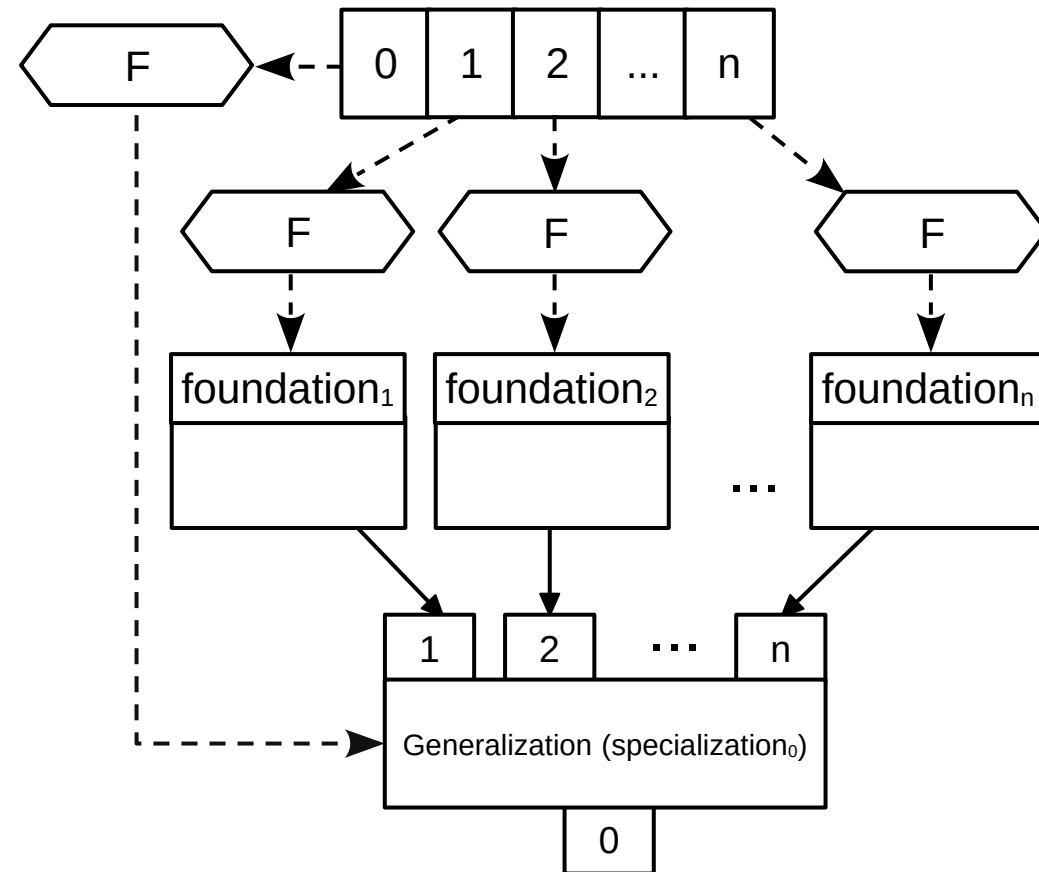 F
0 1 2 ... n
F F F
foundation₁ foundation₂ foundationₙ
...
1 2 ... n
Generalization (specialization₀)
0